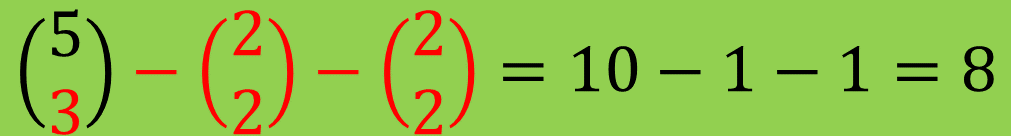 (5 3) − (2 2) − (2 2) = 10 − 1 − 1 = 8